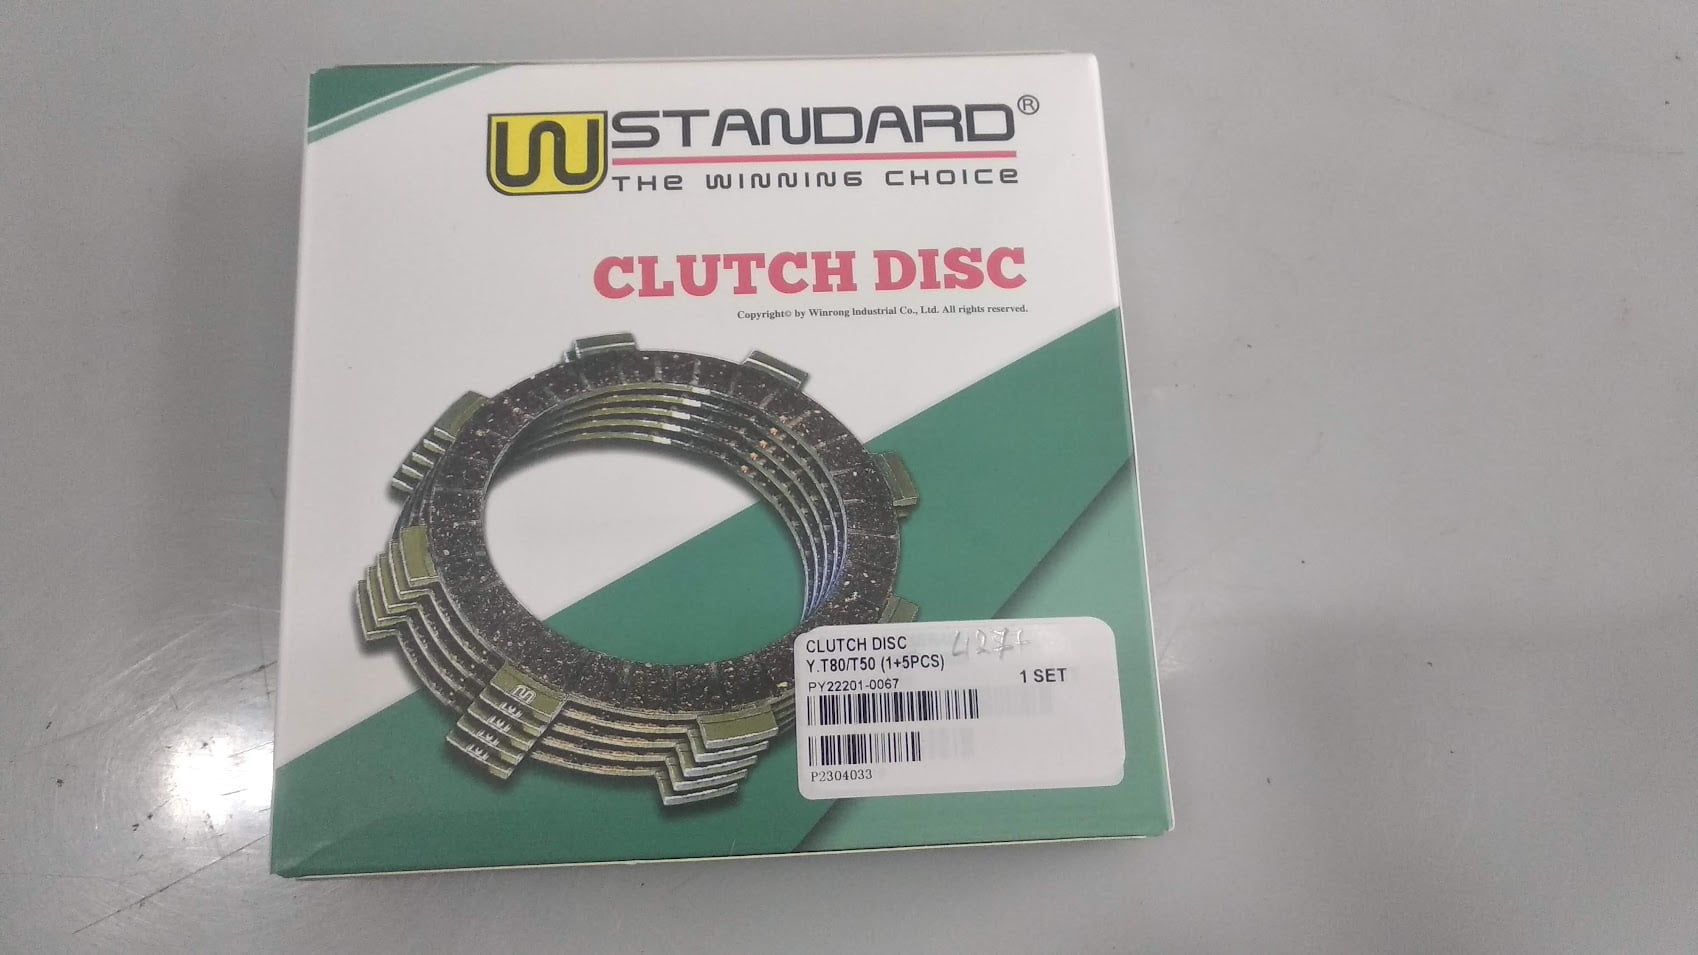 W STANDARD®
THE WINNING CHOICE
CLUTCH DISC
Copyright© by Winrong Industrial Co., Ltd. All rights reserved.
CLUTCH DISC
Y.T80/T50 (1+5PCS)
PY22201-0067
1 SET
P2304033